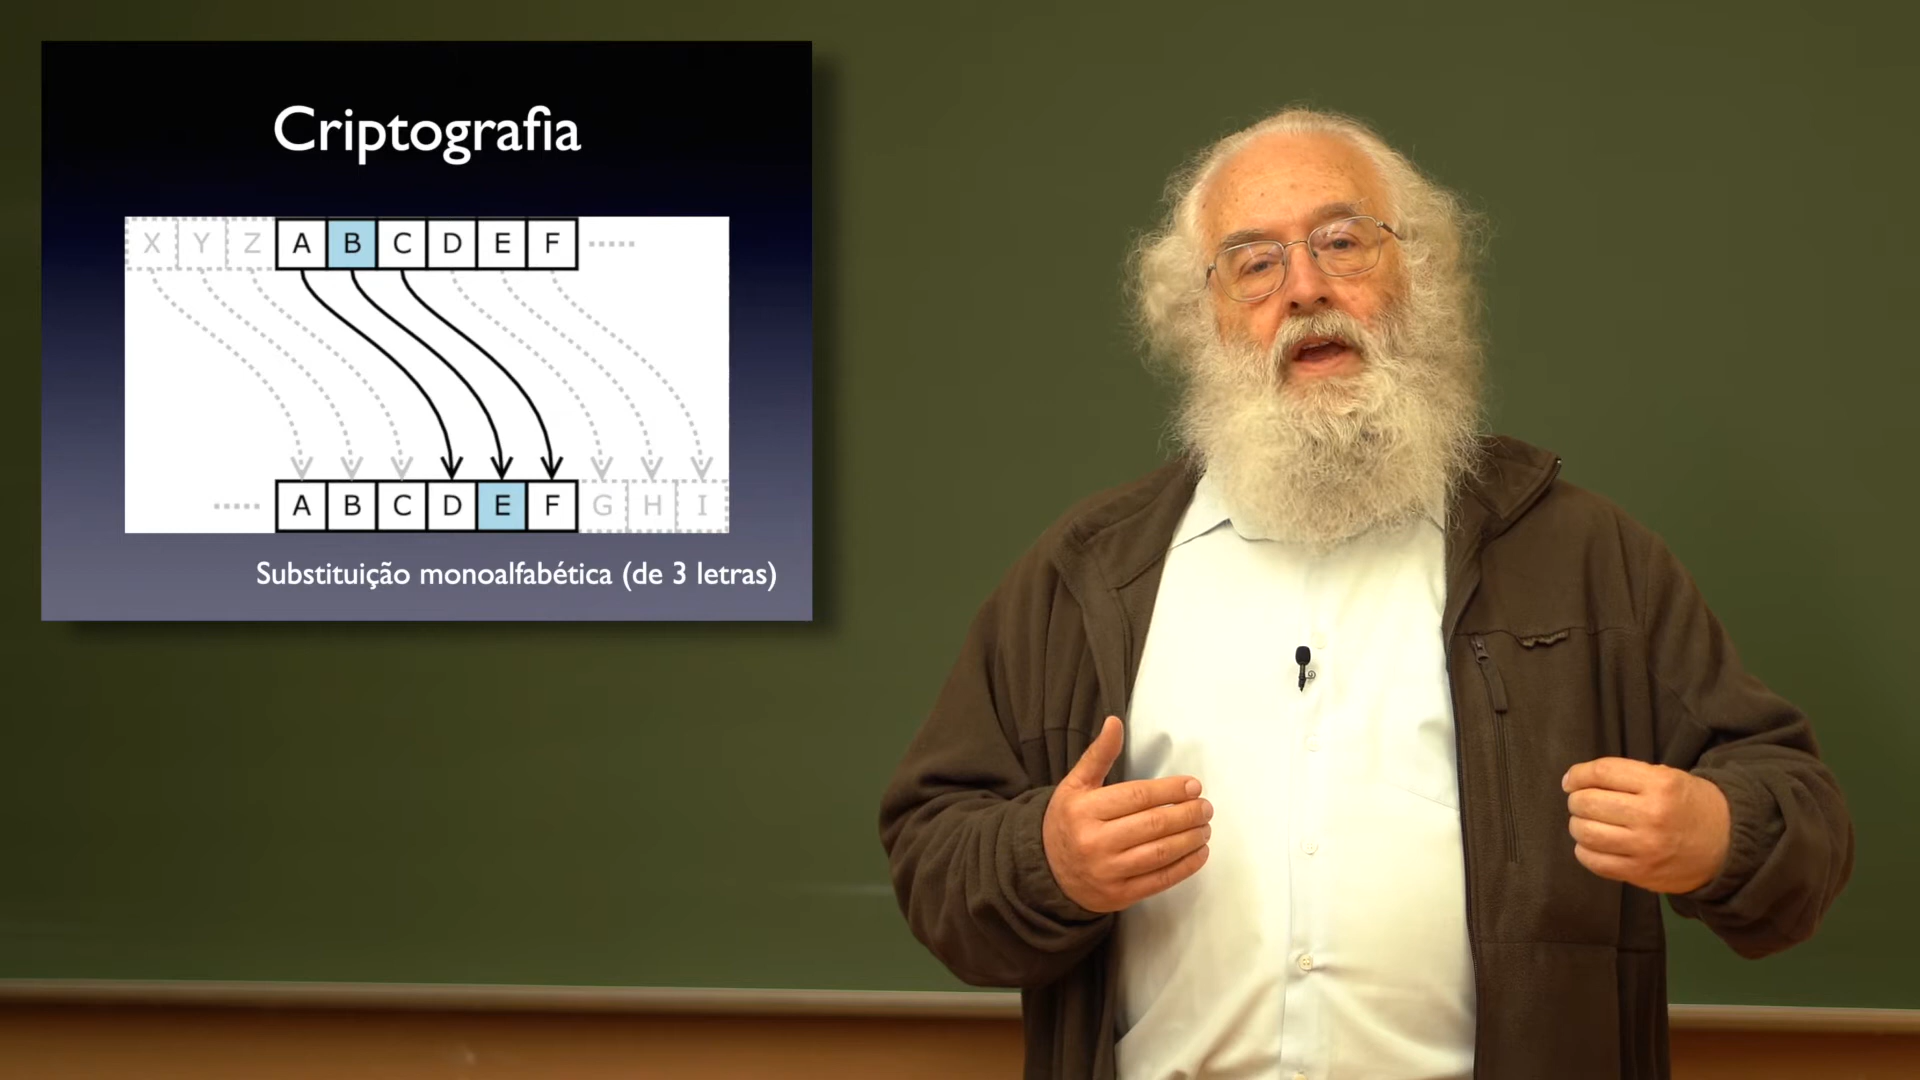 Criptografia
X Y Z A B C D E F .....
..... A B C D E F G H I
Substituição monoalfabética (de 3 letras)